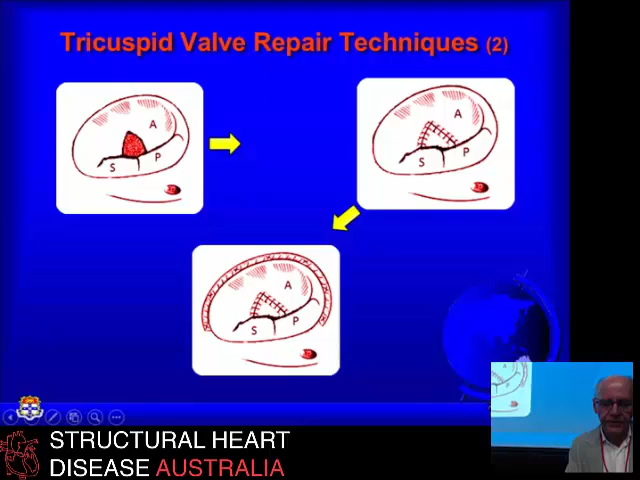 Tricuspid Valve Repair Techniques (2)
A
S
P
A
S
P
A
S
P
STRUCTURAL HEART
DISEASE AUSTRALIA